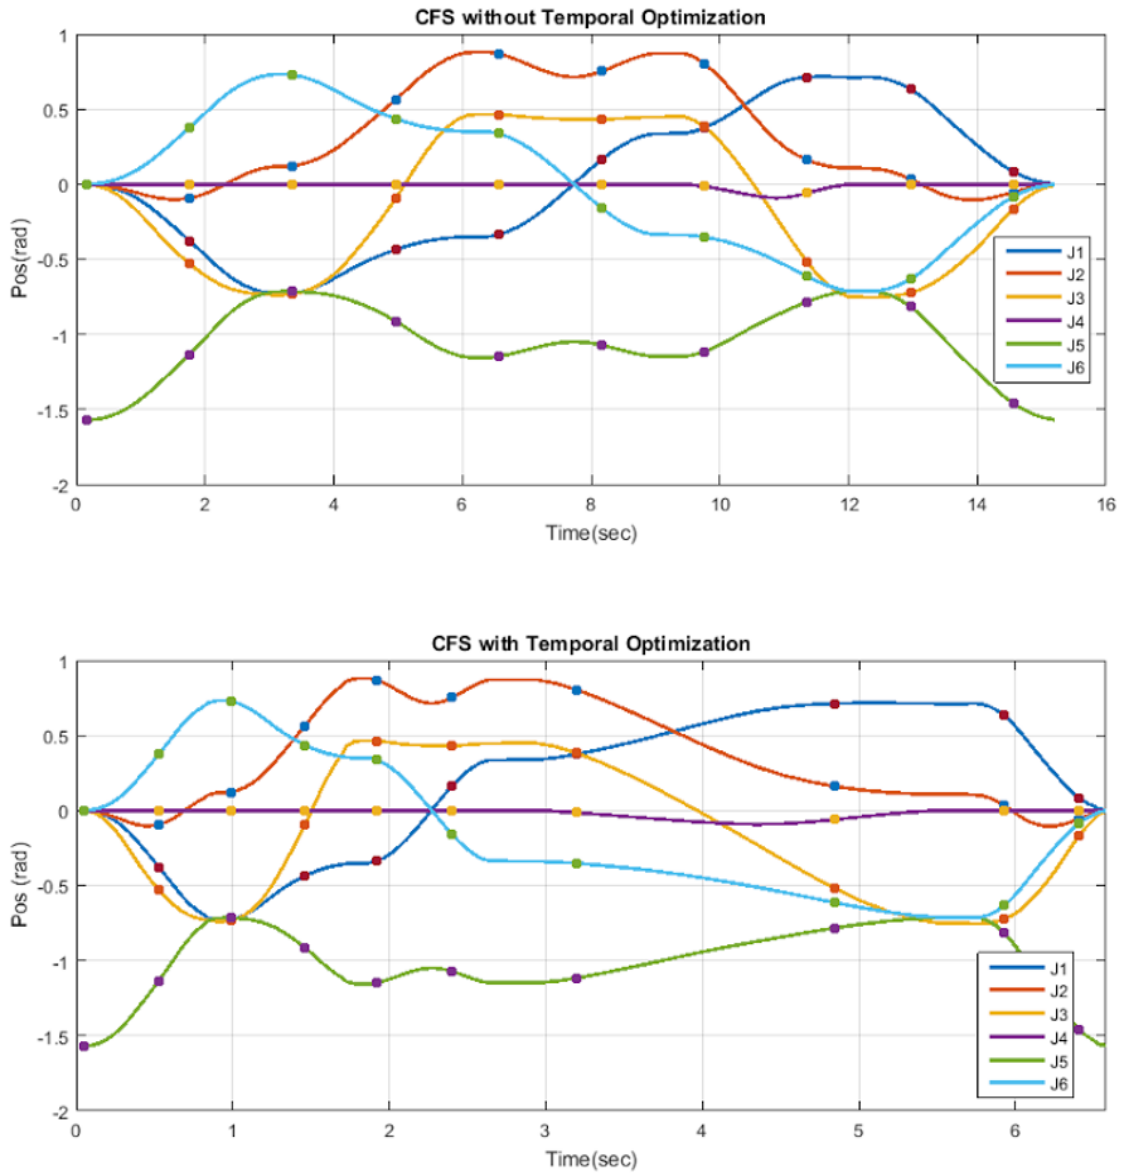 CFS without Temporal Optimization
1
0.5
0
-0.5
-1
-1.5
-2
Pos(rad)
0 2 4 6 8 10 12 14 16
Time(sec)
J1
J2
J3
J4
J5
J6
CFS with Temporal Optimization
1
0.5
0
-0.5
-1
-1.5
-2
Pos (rad)
0 1 2 3 4 5 6
Time(sec)
J1
J2
J3
J4
J5
J6